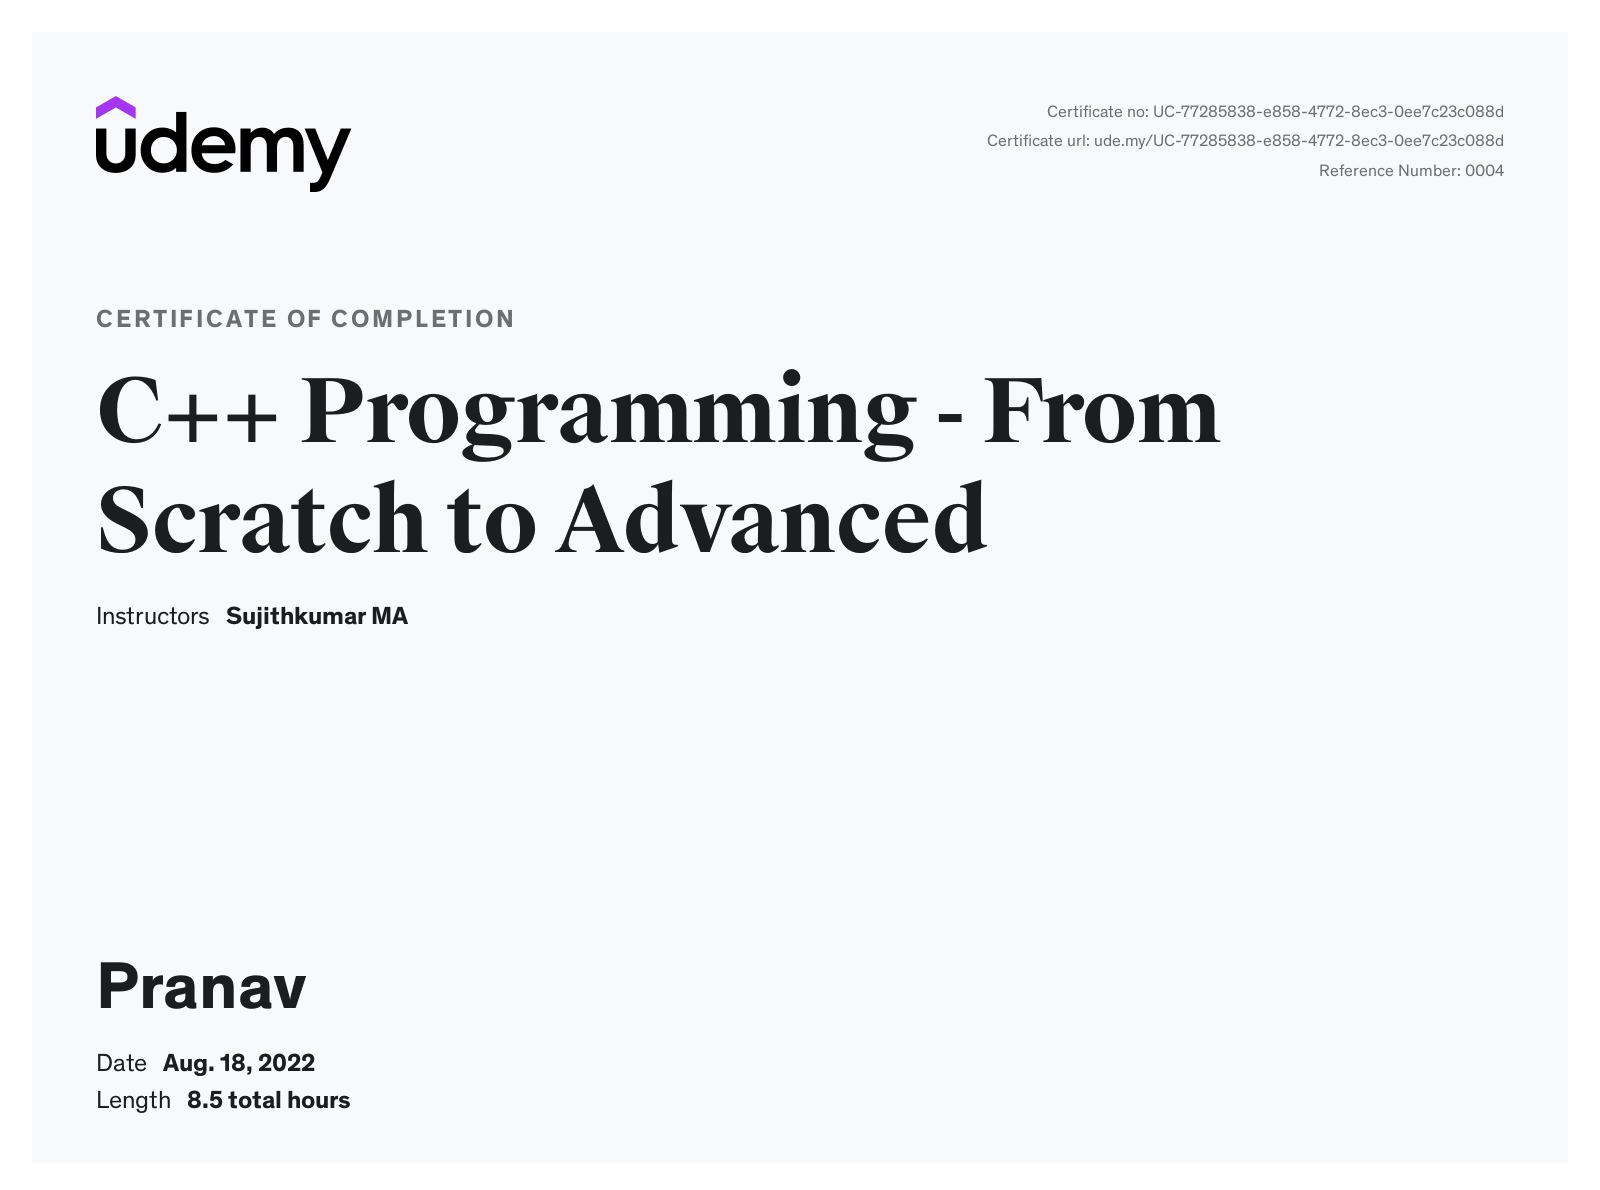 udemy
Certificate no: UC-77285838-e858-4772-8ec3-0ee7c23c088d
Certificate url: ude.my/UC-77285838-e858-4772-8ec3-0ee7c23c088d
Reference Number: 0004
CERTIFICATE OF COMPLETION
C++ Programming - From
Scratch to Advanced
Instructors Sujithkumar MA
Pranav
Date Aug. 18, 2022
Length 8.5 total hours